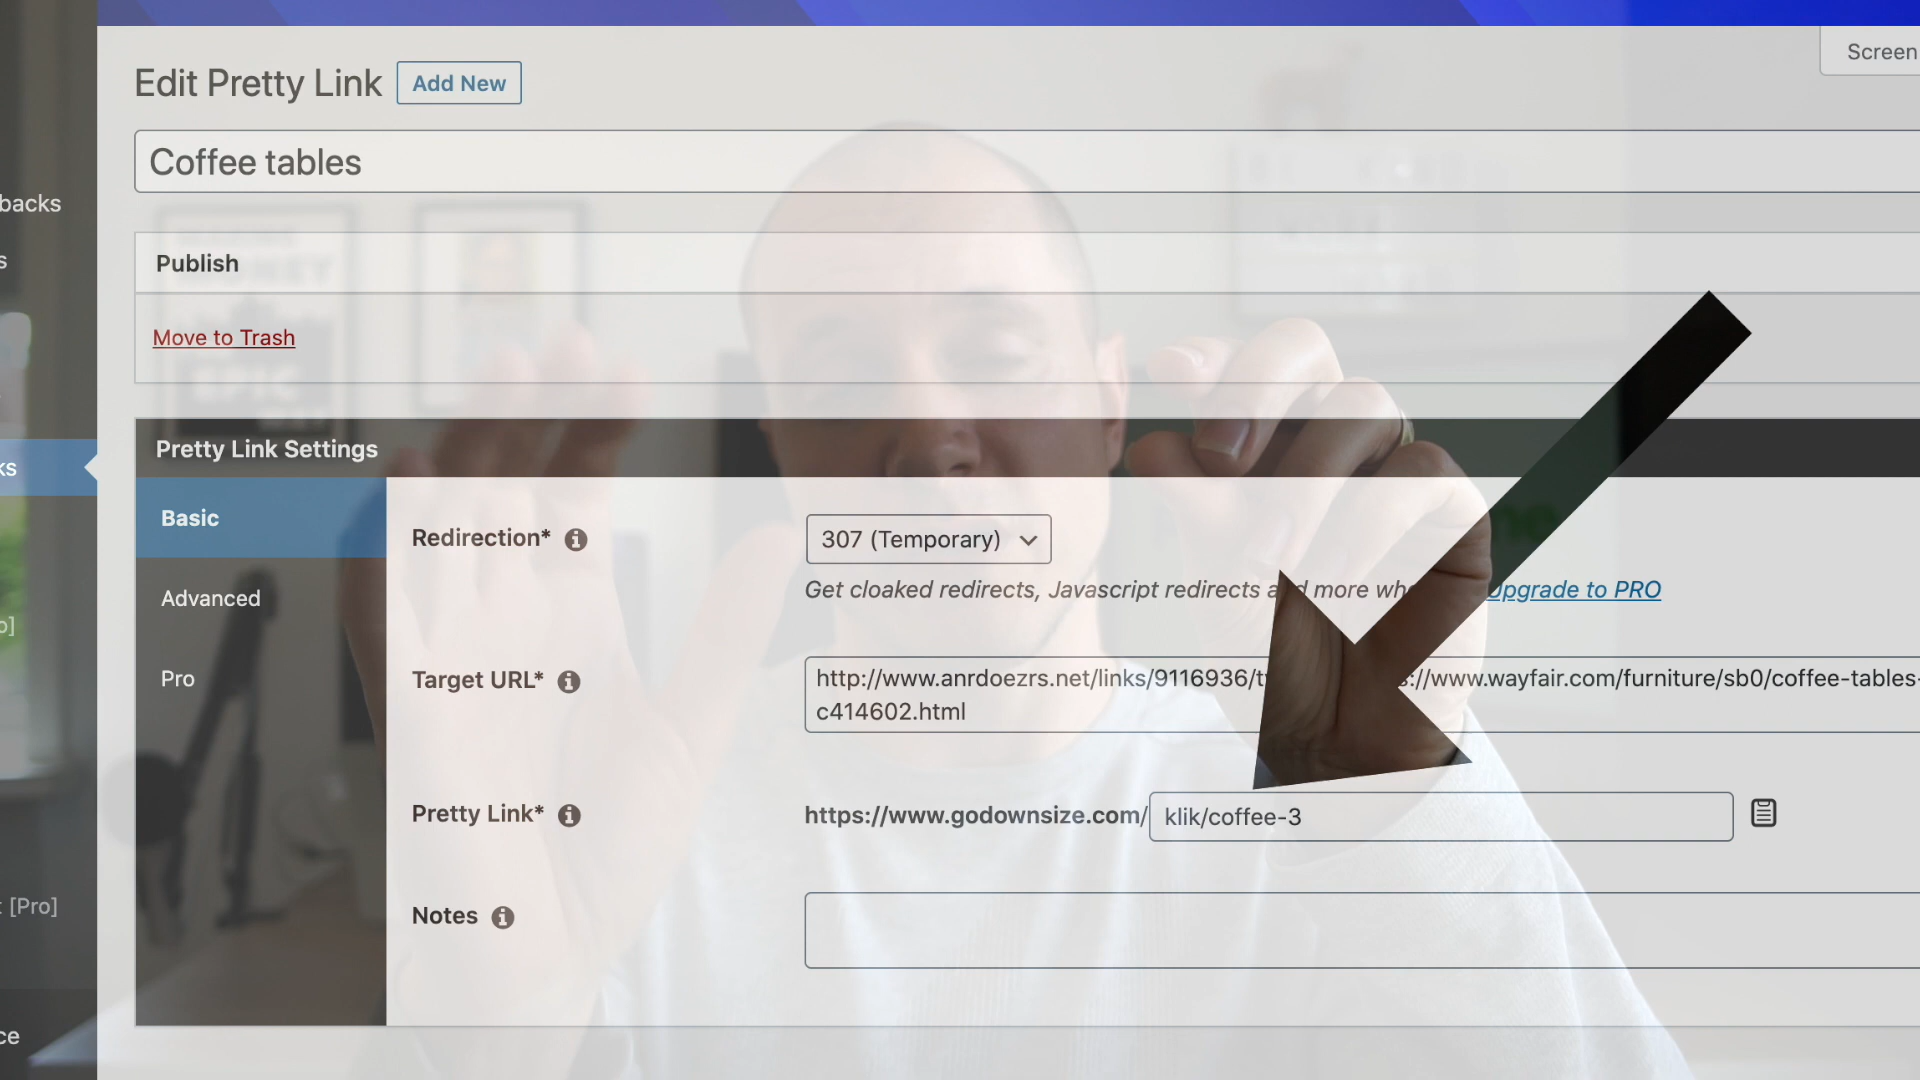 Screen
Edit Pretty Link
Add New
Coffee tables
backs
s
Publish
Move to Trash
Pretty Link Settings
ks
Basic
Redirection*
307 (Temporary)
Get cloaked redirects, Javascript redirects and more
Upgrade to PRO
Advanced
o]
Pro
Target URL*
http://www.anrdoezrs.net/links/9116936/t
s://www.wayfair.com/furniture/sb0/coffee-tables-
c414602.html
Pretty Link*
https://www.godownsize.com/
klik/coffee-3
t [Pro]
Notes
ce